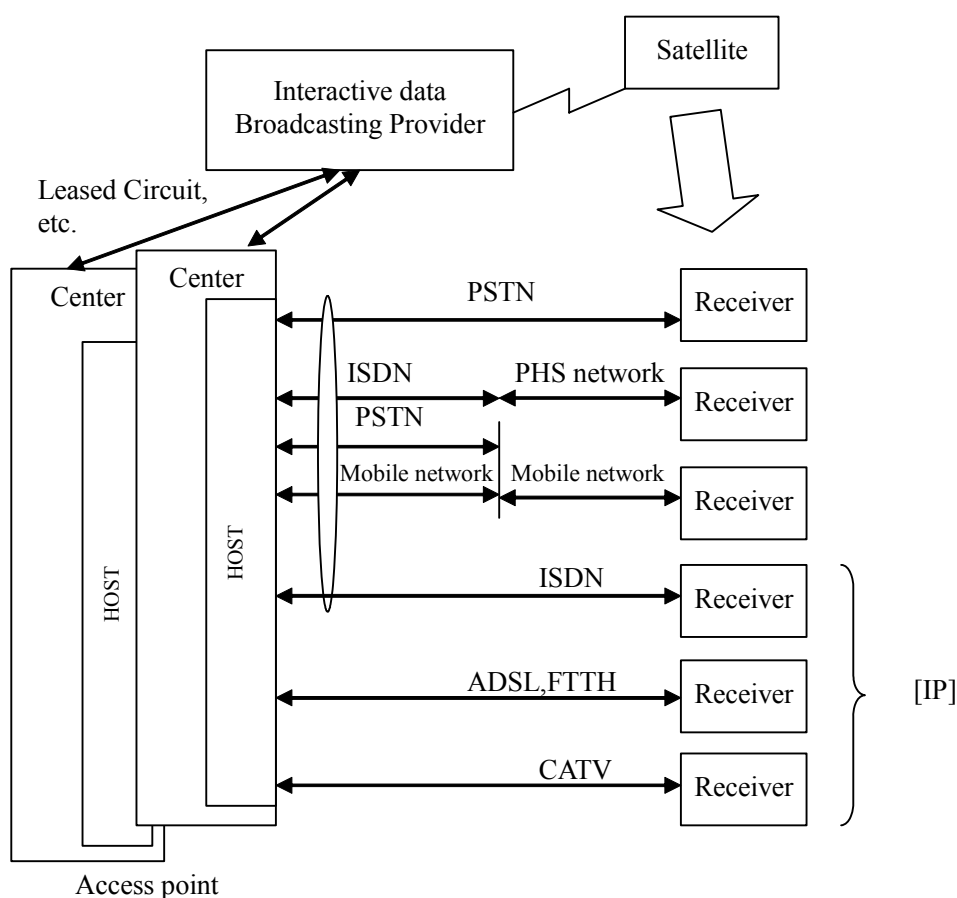 Satellite
Interactive data
Broadcasting Provider
Leased Circuit,
etc.
Center
Center
PSTN
Receiver
ISDN
PHS network
Receiver
PSTN
Mobile network
Mobile network
Receiver
HOST
HOST
ISDN
Receiver
ADSL,FTTH
Receiver
[IP]
CATV
Receiver
Access point